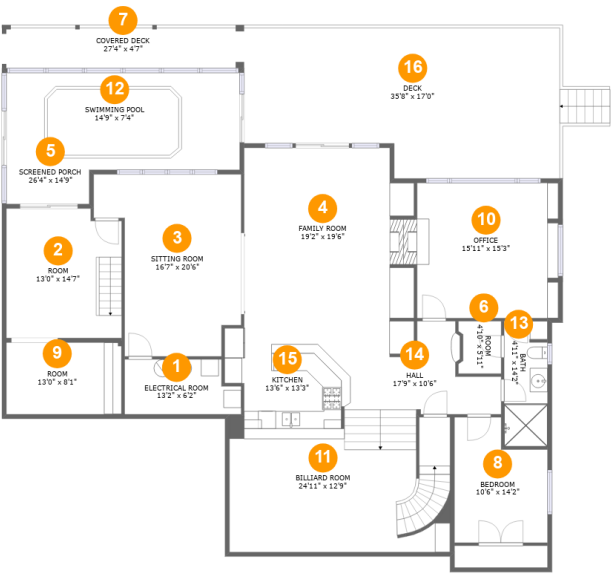 7
COVERED DECK
27'4" x 4'7"
16
DECK
35'8" x 17'0"
12
SWIMMING POOL
14'9" x 7'4"
5
SCREENED PORCH
26'4" x 14'9"
4
FAMILY ROOM
19'2" x 19'6"
10
OFFICE
15'11" x 15'3"
3
SITTING ROOM
16'7" x 20'6"
2
ROOM
13'0" x 14'7"
6
ROOM
4'10" x 5'11"
13
BATH
4'11" x 14'2"
9
ROOM
13'0" x 8'1"
1
ELECTRICAL ROOM
13'2" x 6'2"
15
KITCHEN
13'6" x 13'3"
14
HALL
17'9" x 10'6"
11
BILLIARD ROOM
24'11" x 12'9"
8
BEDROOM
10'6" x 14'2"